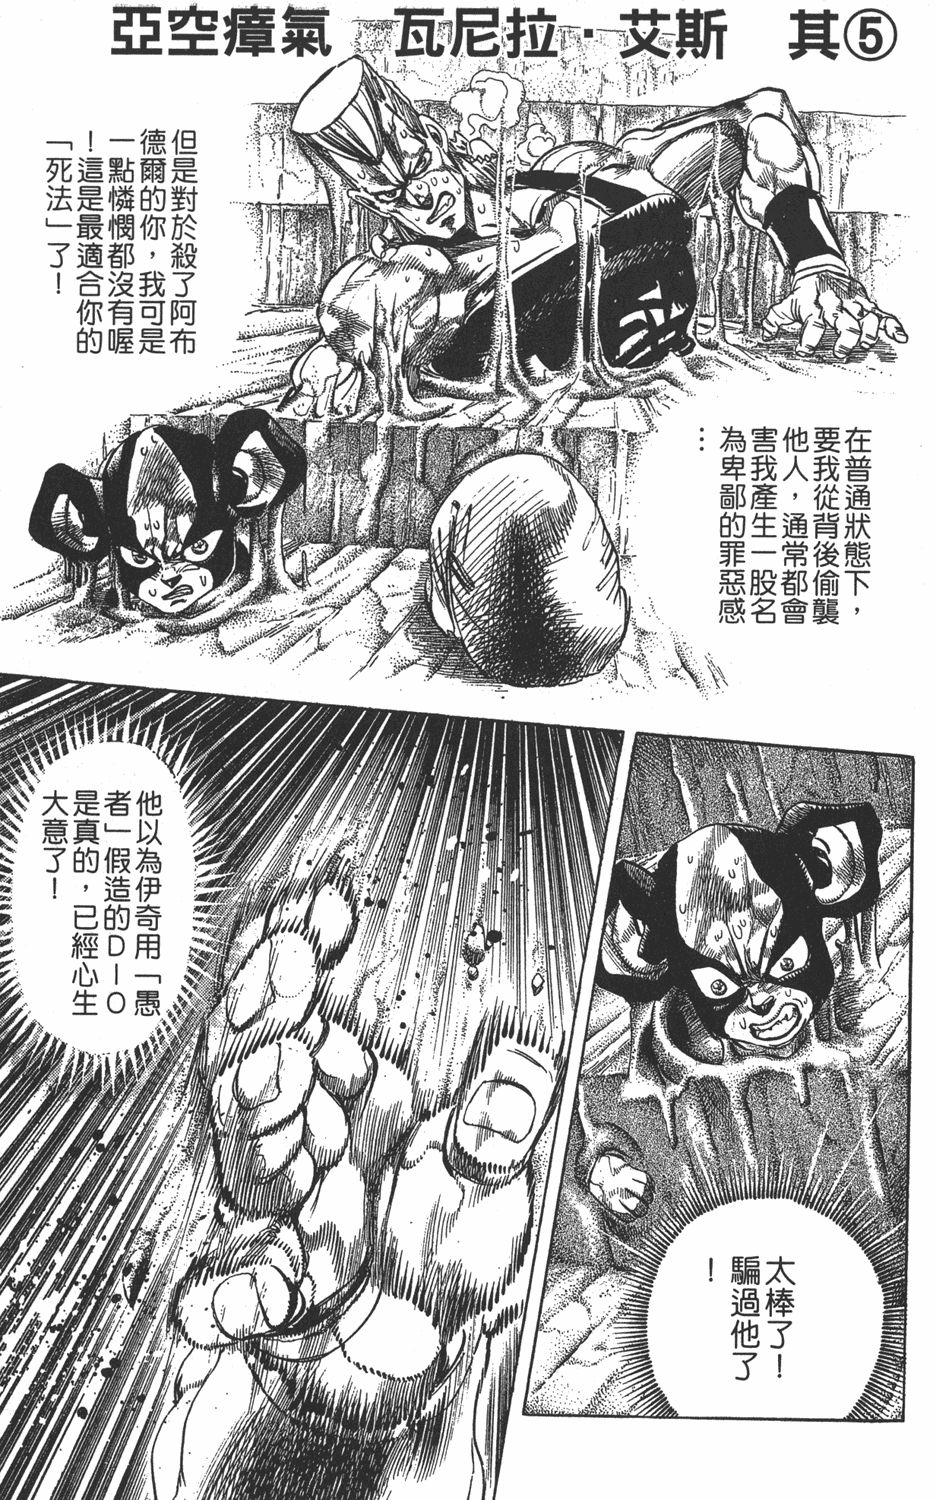 亞空瘴氣　瓦尼拉·艾斯　其⑤
在普通狀態下，
要我從背後偷襲
他人，通常都會
害我產生一股名
為卑鄙的罪惡感
…
但是對於殺了阿布
德爾的你，我可是
一點憐憫都沒有喔
！這是最適合你的
「死法」了！
太棒了！
騙過他了
！
他以為伊奇用「愚
者」假造的DIO
是真的，已經心生
大意了！